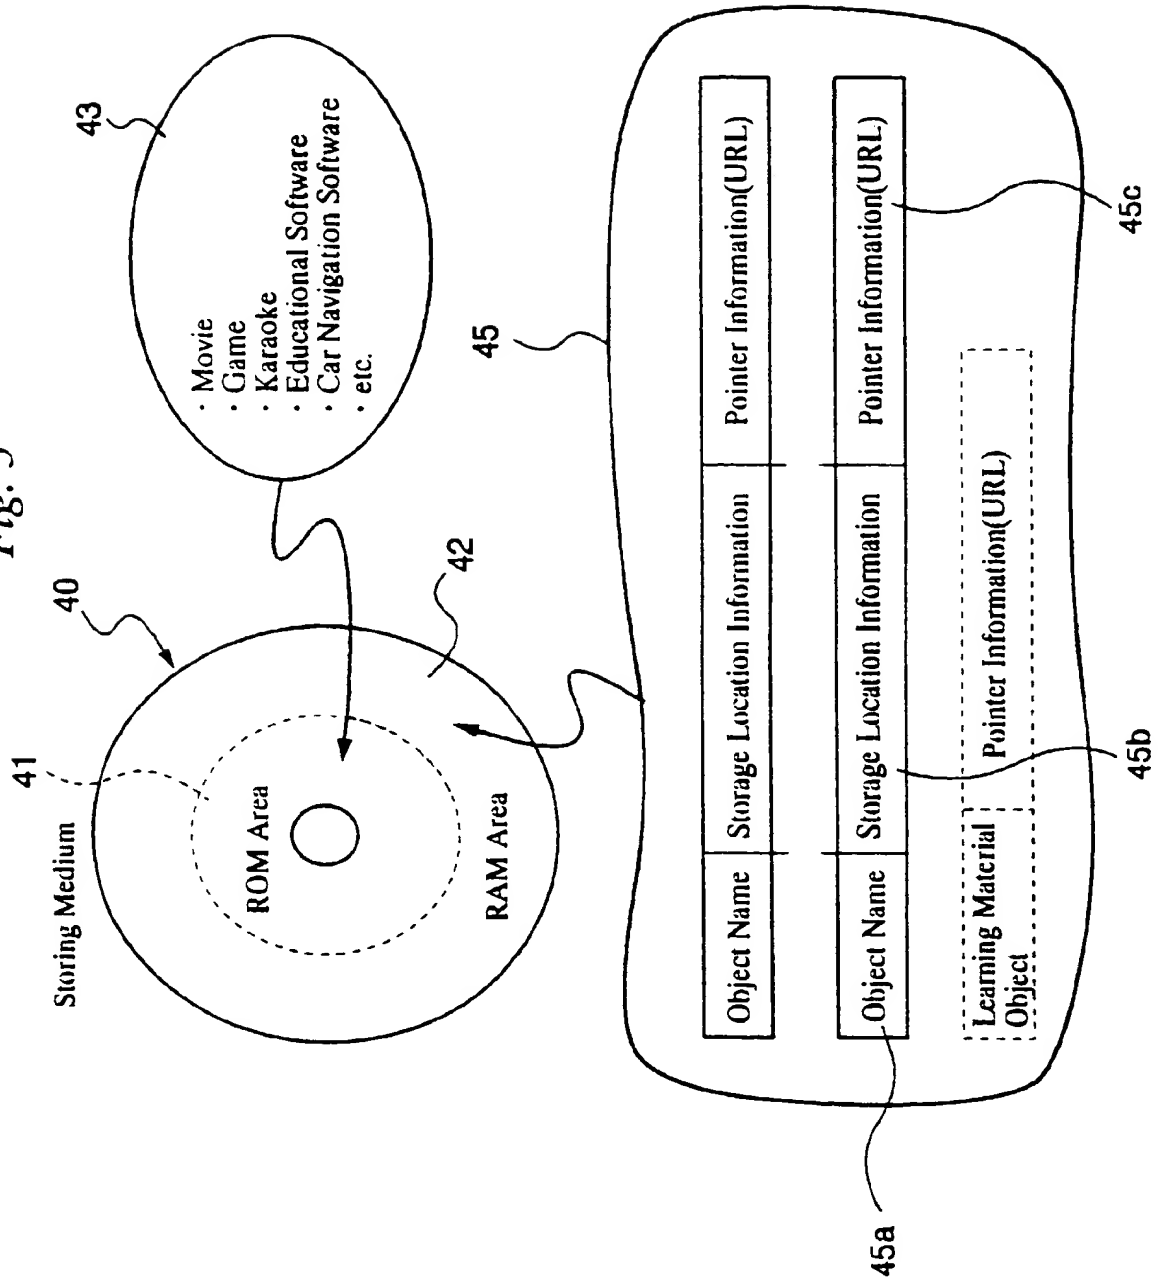 Fig. 5
Storing Medium
40
41
ROM Area
RAM Area
42
43
· Movie
· Game
· Karaoke
· Educational Software
· Car Navigation Software
· etc.
45
Object Name
Storage Location Information
Pointer Information(URL)
Object Name
Storage Location Information
Pointer Information(URL)
Learning Material
Object
Pointer Information(URL)
45a
45b
45c